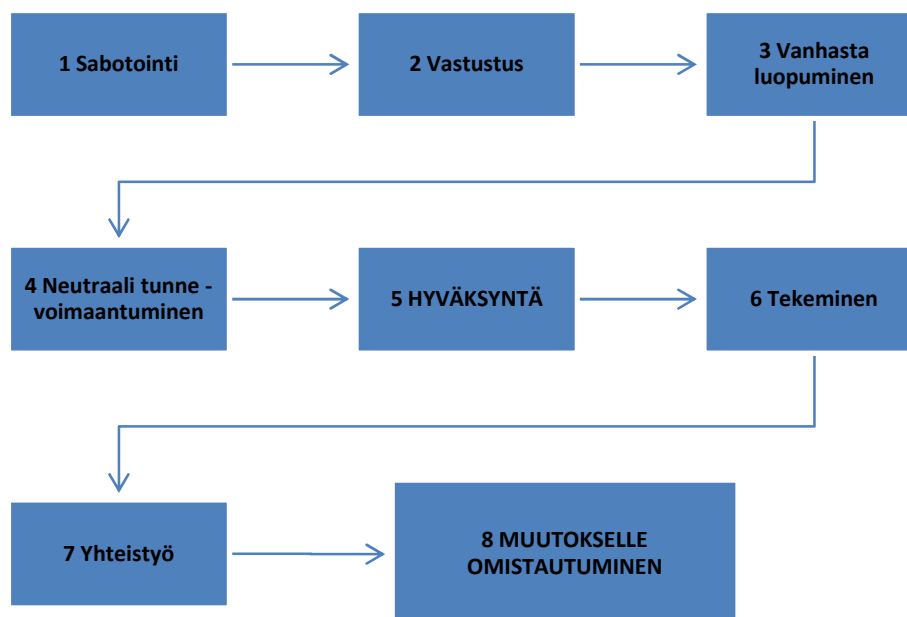 1 Sabotointi
2 Vastustus
3 Vanhasta
luopuminen
4 Neutraali tunne -
voimaantuminen
5 HYVÄKSYNTÄ
6 Tekeminen
7 Yhteistyö
8 MUUTOKSELLE
OMISTAUTUMINEN